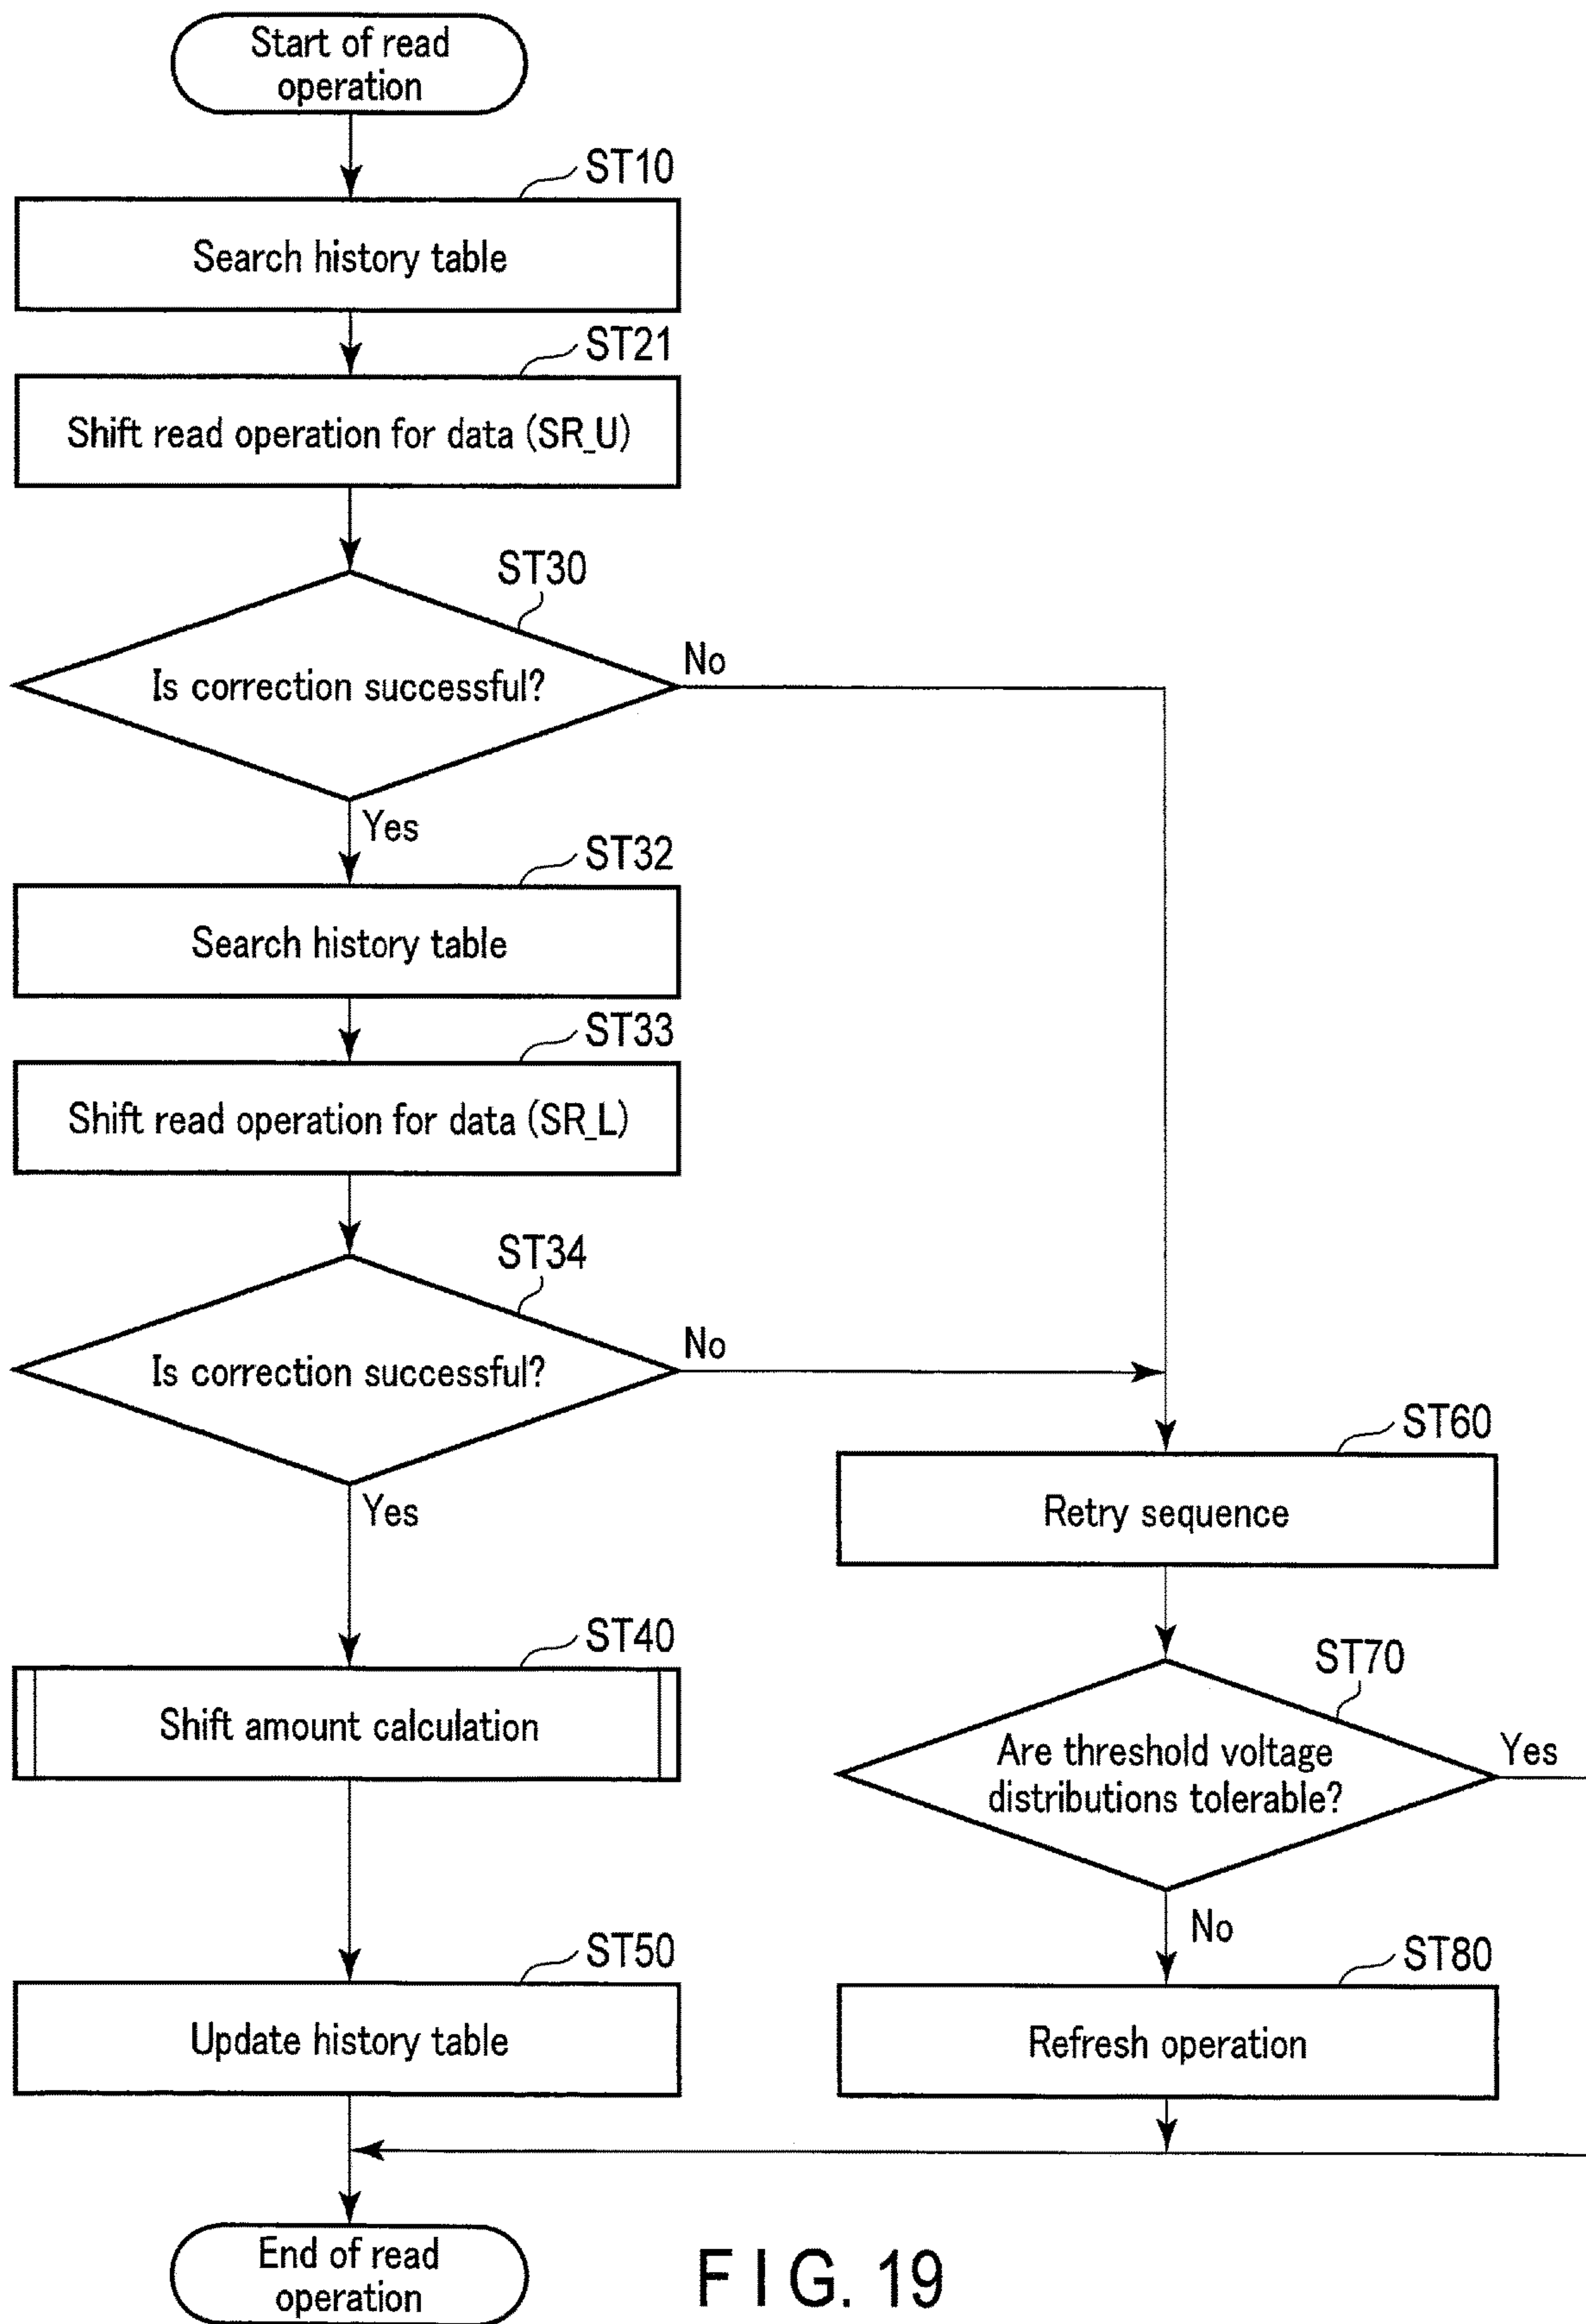 Start of read
operation
ST10
Search history table
ST21
Shift read operation for data (SR_U)
ST30
Is correction successful?
No
Yes
ST32
Search history table
ST33
Shift read operation for data (SR_L)
ST34
Is correction successful?
No
Yes
ST60
Retry sequence
ST40
Shift amount calculation
ST70
Are threshold voltage
distributions tolerable?
Yes
No
ST50
Update history table
ST80
Refresh operation
End of read
operation
FIG. 19